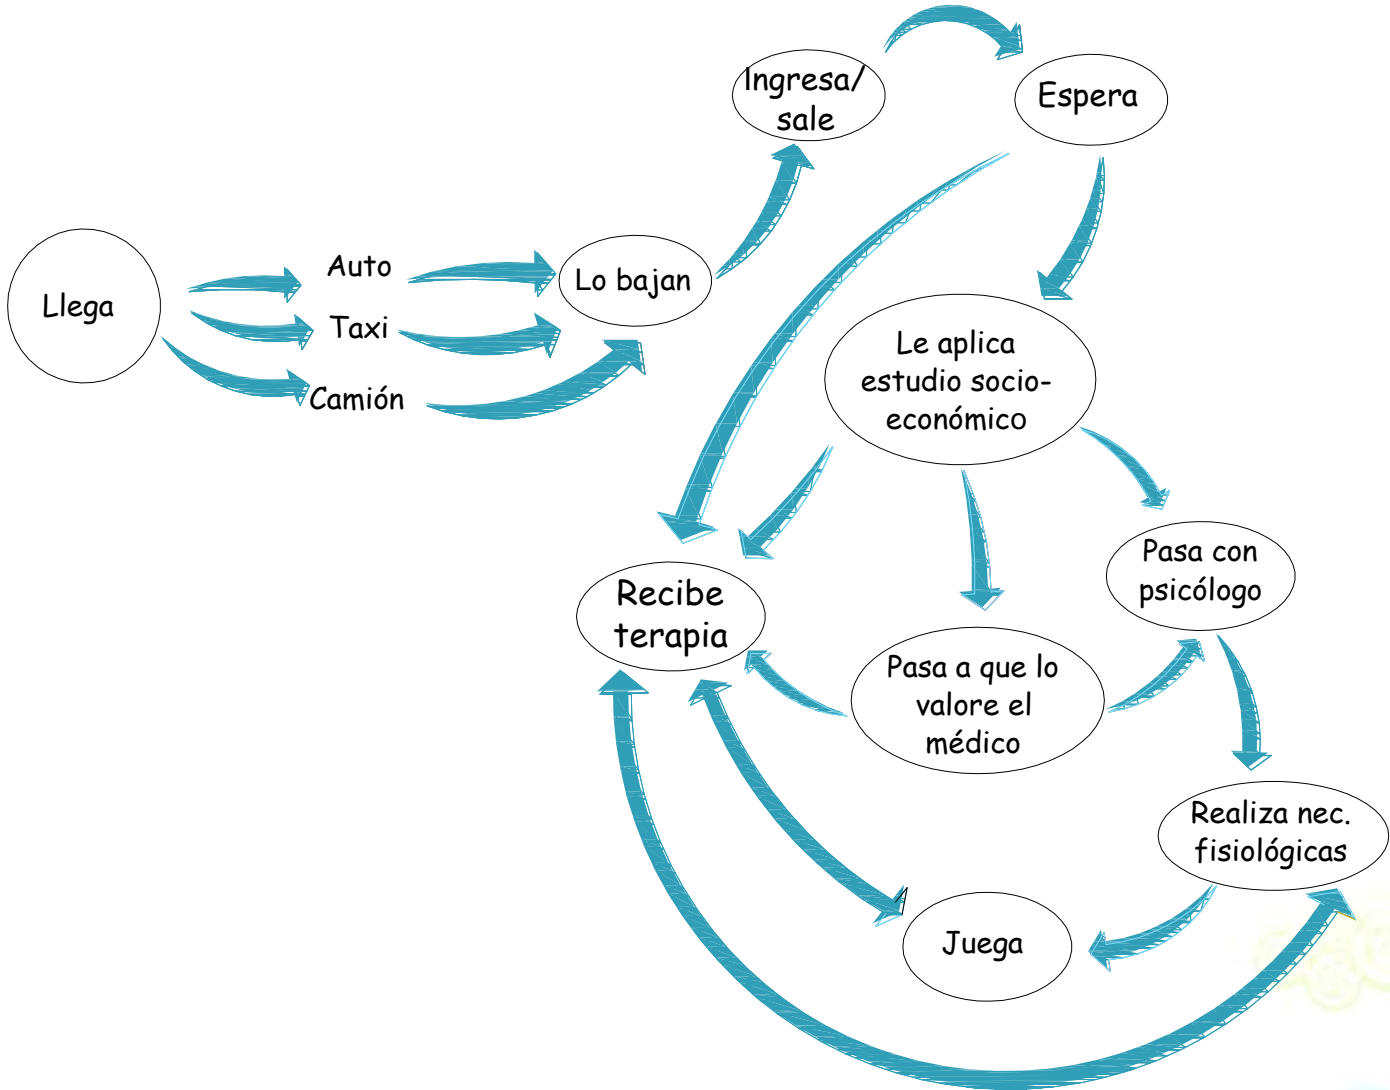 Ingresa/
sale
Espera
Llega
Auto
Taxi
Camión
Lo bajan
Le aplica
estudio socio-
económico
Pasa con
psicólogo
Recibe
terapia
Pasa a que lo
valore el
médico
Realiza nec.
fisiológicas
Juega